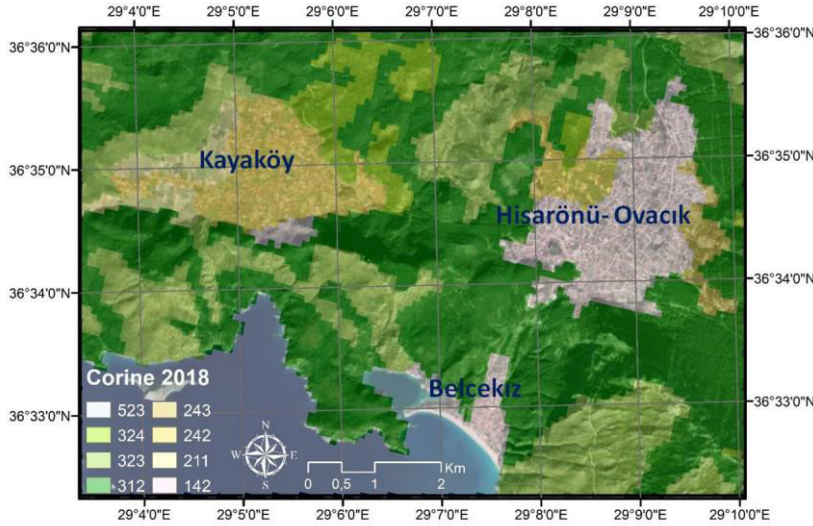 29°4'0"E 29°5'0"E 29°6'0"E 29°7'0"E 29°8'0"E 29°9'0"E 29°10'0"E
36°36'0"N 36°36'0"N
Kayaköy
36°35'0"N 36°35'0"N
Hisarönü- Ovacık
36°34'0"N 36°34'0"N
Corine 2018
Belcekız
523 243
36°33'0"N 36°33'0"N
324 242
323 211
312 142
N
W E
S
Km
0 0,5 1 2
29°4'0"E 29°5'0"E 29°6'0"E 29°7'0"E 29°8'0"E 29°9'0"E 29°10'0"E